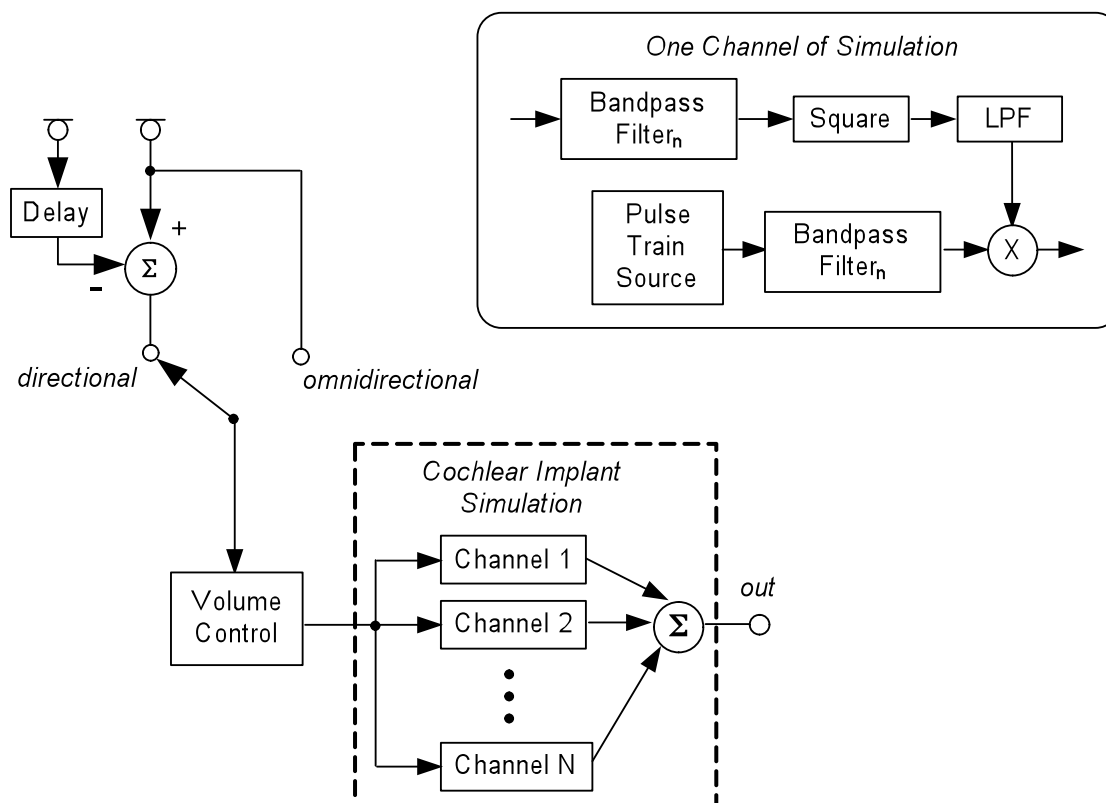 One Channel of Simulation
Bandpass
Filterₙ
Square
LPF
Pulse
Train
Source
Bandpass
Filterₙ
X
Delay
+
Σ
-
directional
omnidirectional
Cochlear Implant
Simulation
Volume
Control
Channel 1
Channel 2
Channel N
Σ
out